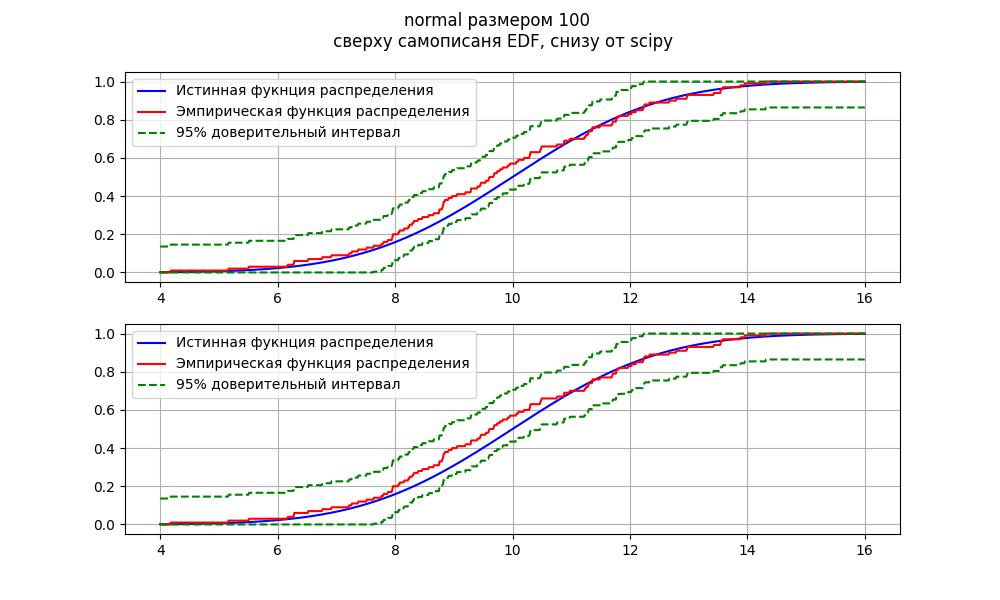 normal размером 100
сверху самописаня EDF, снизу от scipy
1.0
0.8
0.6
0.4
0.2
0.0
Истинная фукнция распределения
Эмпирическая функция распределения
95% доверительный интервал
4 6 8 10 12 14 16
1.0
0.8
0.6
0.4
0.2
0.0
Истинная фукнция распределения
Эмпирическая функция распределения
95% доверительный интервал
4 6 8 10 12 14 16